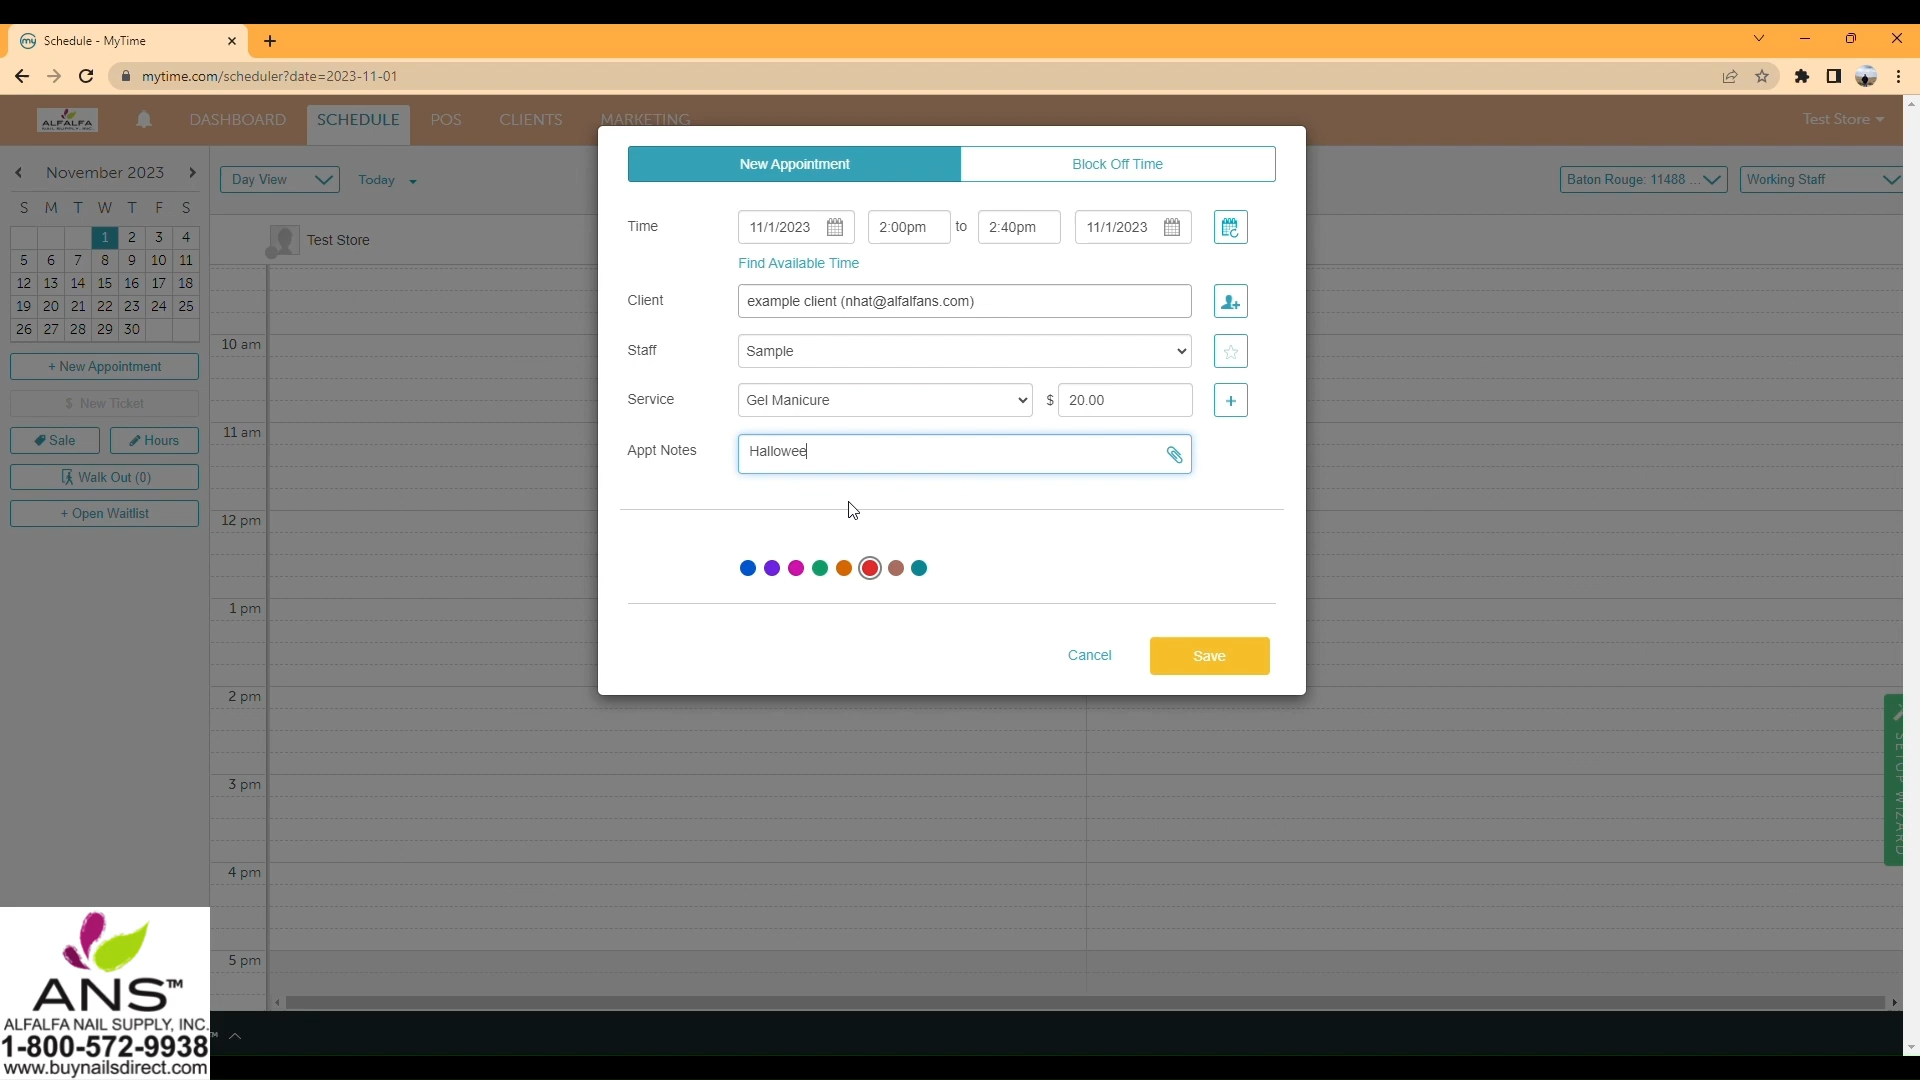 Schedule - MyTime
mytime.com/scheduler?date=2023-11-01
ALFALFA
NAIL SUPPLY, INC.
DASHBOARD
SCHEDULE
POS
CLIENTS
MARKETING
Test Store
New Appointment
Block Off Time
November 2023
S M T W T F S
1 2 3 4
5 6 7 8 9 10 11
12 13 14 15 16 17 18
19 20 21 22 23 24 25
26 27 28 29 30
+ New Appointment
$ New Ticket
Sale
Hours
Walk Out (0)
+ Open Waitlist
Day View
Today
Baton Rouge: 11488 ...
Working Staff
Test Store
10 am
11 am
12 pm
1 pm
2 pm
3 pm
4 pm
5 pm
Time
11/1/2023
2:00pm
to
2:40pm
11/1/2023
Find Available Time
Client
example client (nhat@alfalfans.com)
Staff
Sample
Service
Gel Manicure
$
20.00
+
Appt Notes
Hallowee
Cancel
Save
SETUP WIZARD
ANS™
ALFALFA NAIL SUPPLY, INC.
1-800-572-9938
www.buynailsdirect.com